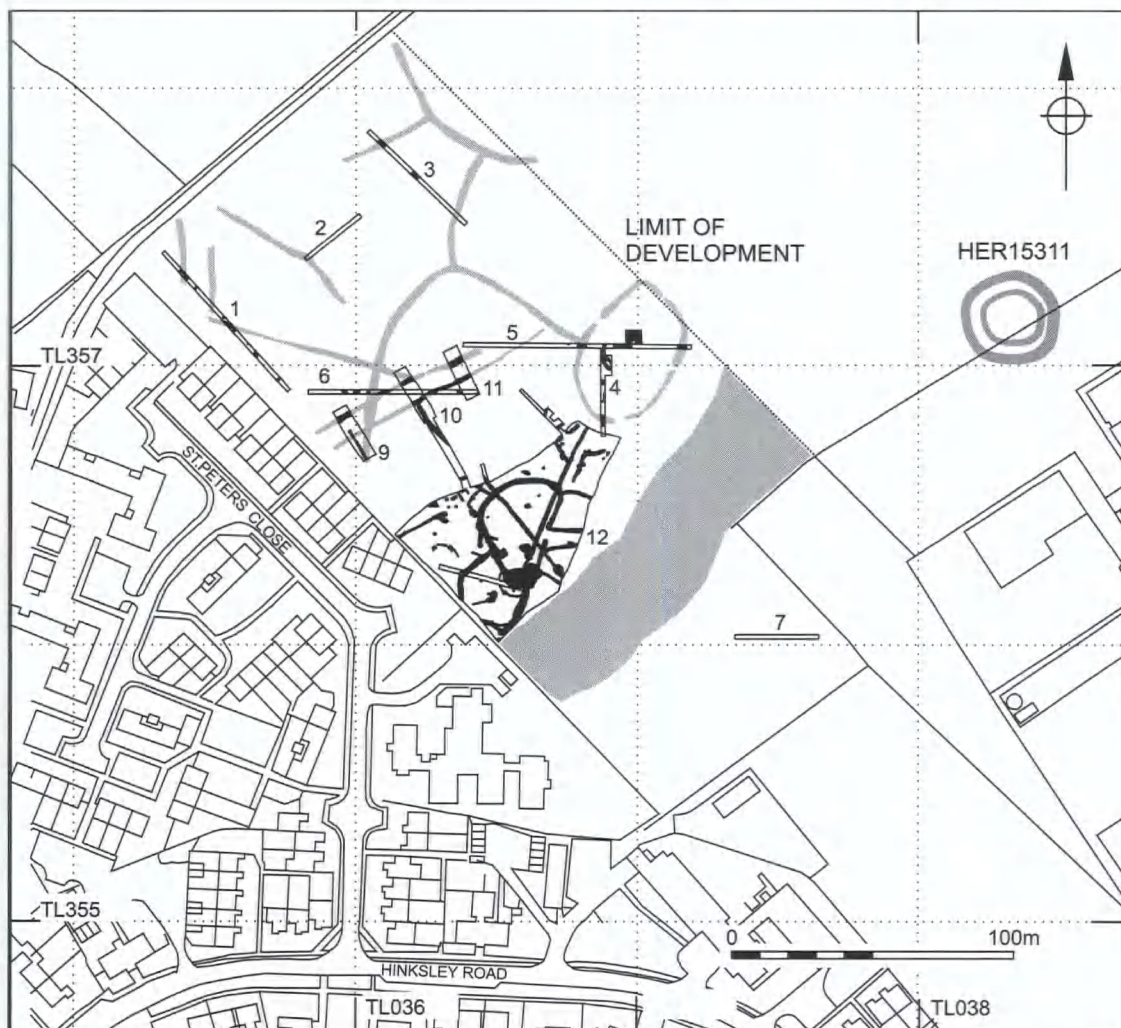 3
2
LIMIT OF
DEVELOPMENT
HER15311
1
5
TL357
4
6
11
10
9
ST.PETERS CLOSE
12
7
TL355
0 100m
HINKSLEY ROAD
TL036
TL038